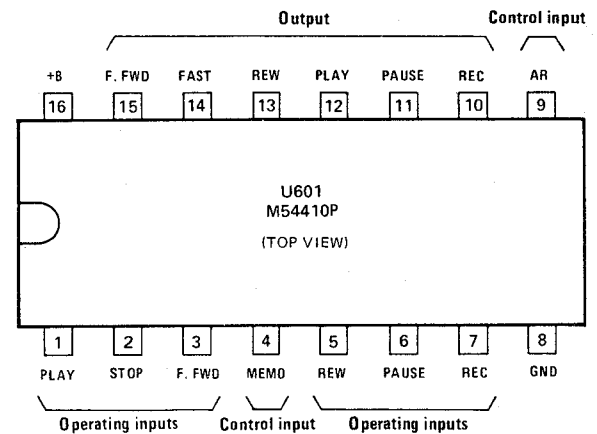 Output Control input
+B F. FWD FAST REW PLAY PAUSE REC AR
16 15 14 13 12 11 10 9
U601
M54410P
(TOP VIEW)
1 2 3 4 5 6 7 8
PLAY STOP F. FWD MEMO REW PAUSE REC GND
Operating inputs Control input Operating inputs